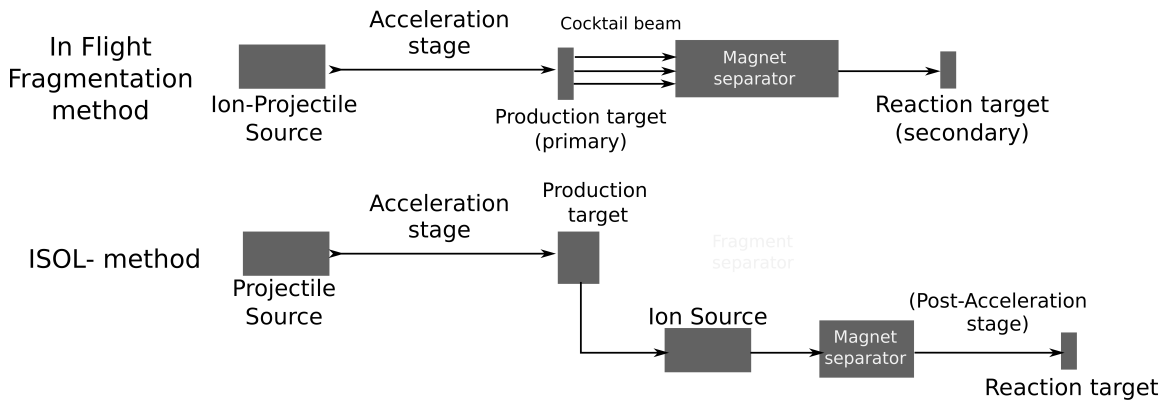 In Flight
Fragmentation
method
Acceleration
stage
Ion-Projectile
Source
Cocktail beam
Production target
(primary)
Magnet
separator
Reaction target
(secondary)
ISOL- method
Acceleration
stage
Projectile
Source
Production
target
Fragment
separator
Ion Source
Magnet
separator
(Post-Acceleration
stage)
Reaction target